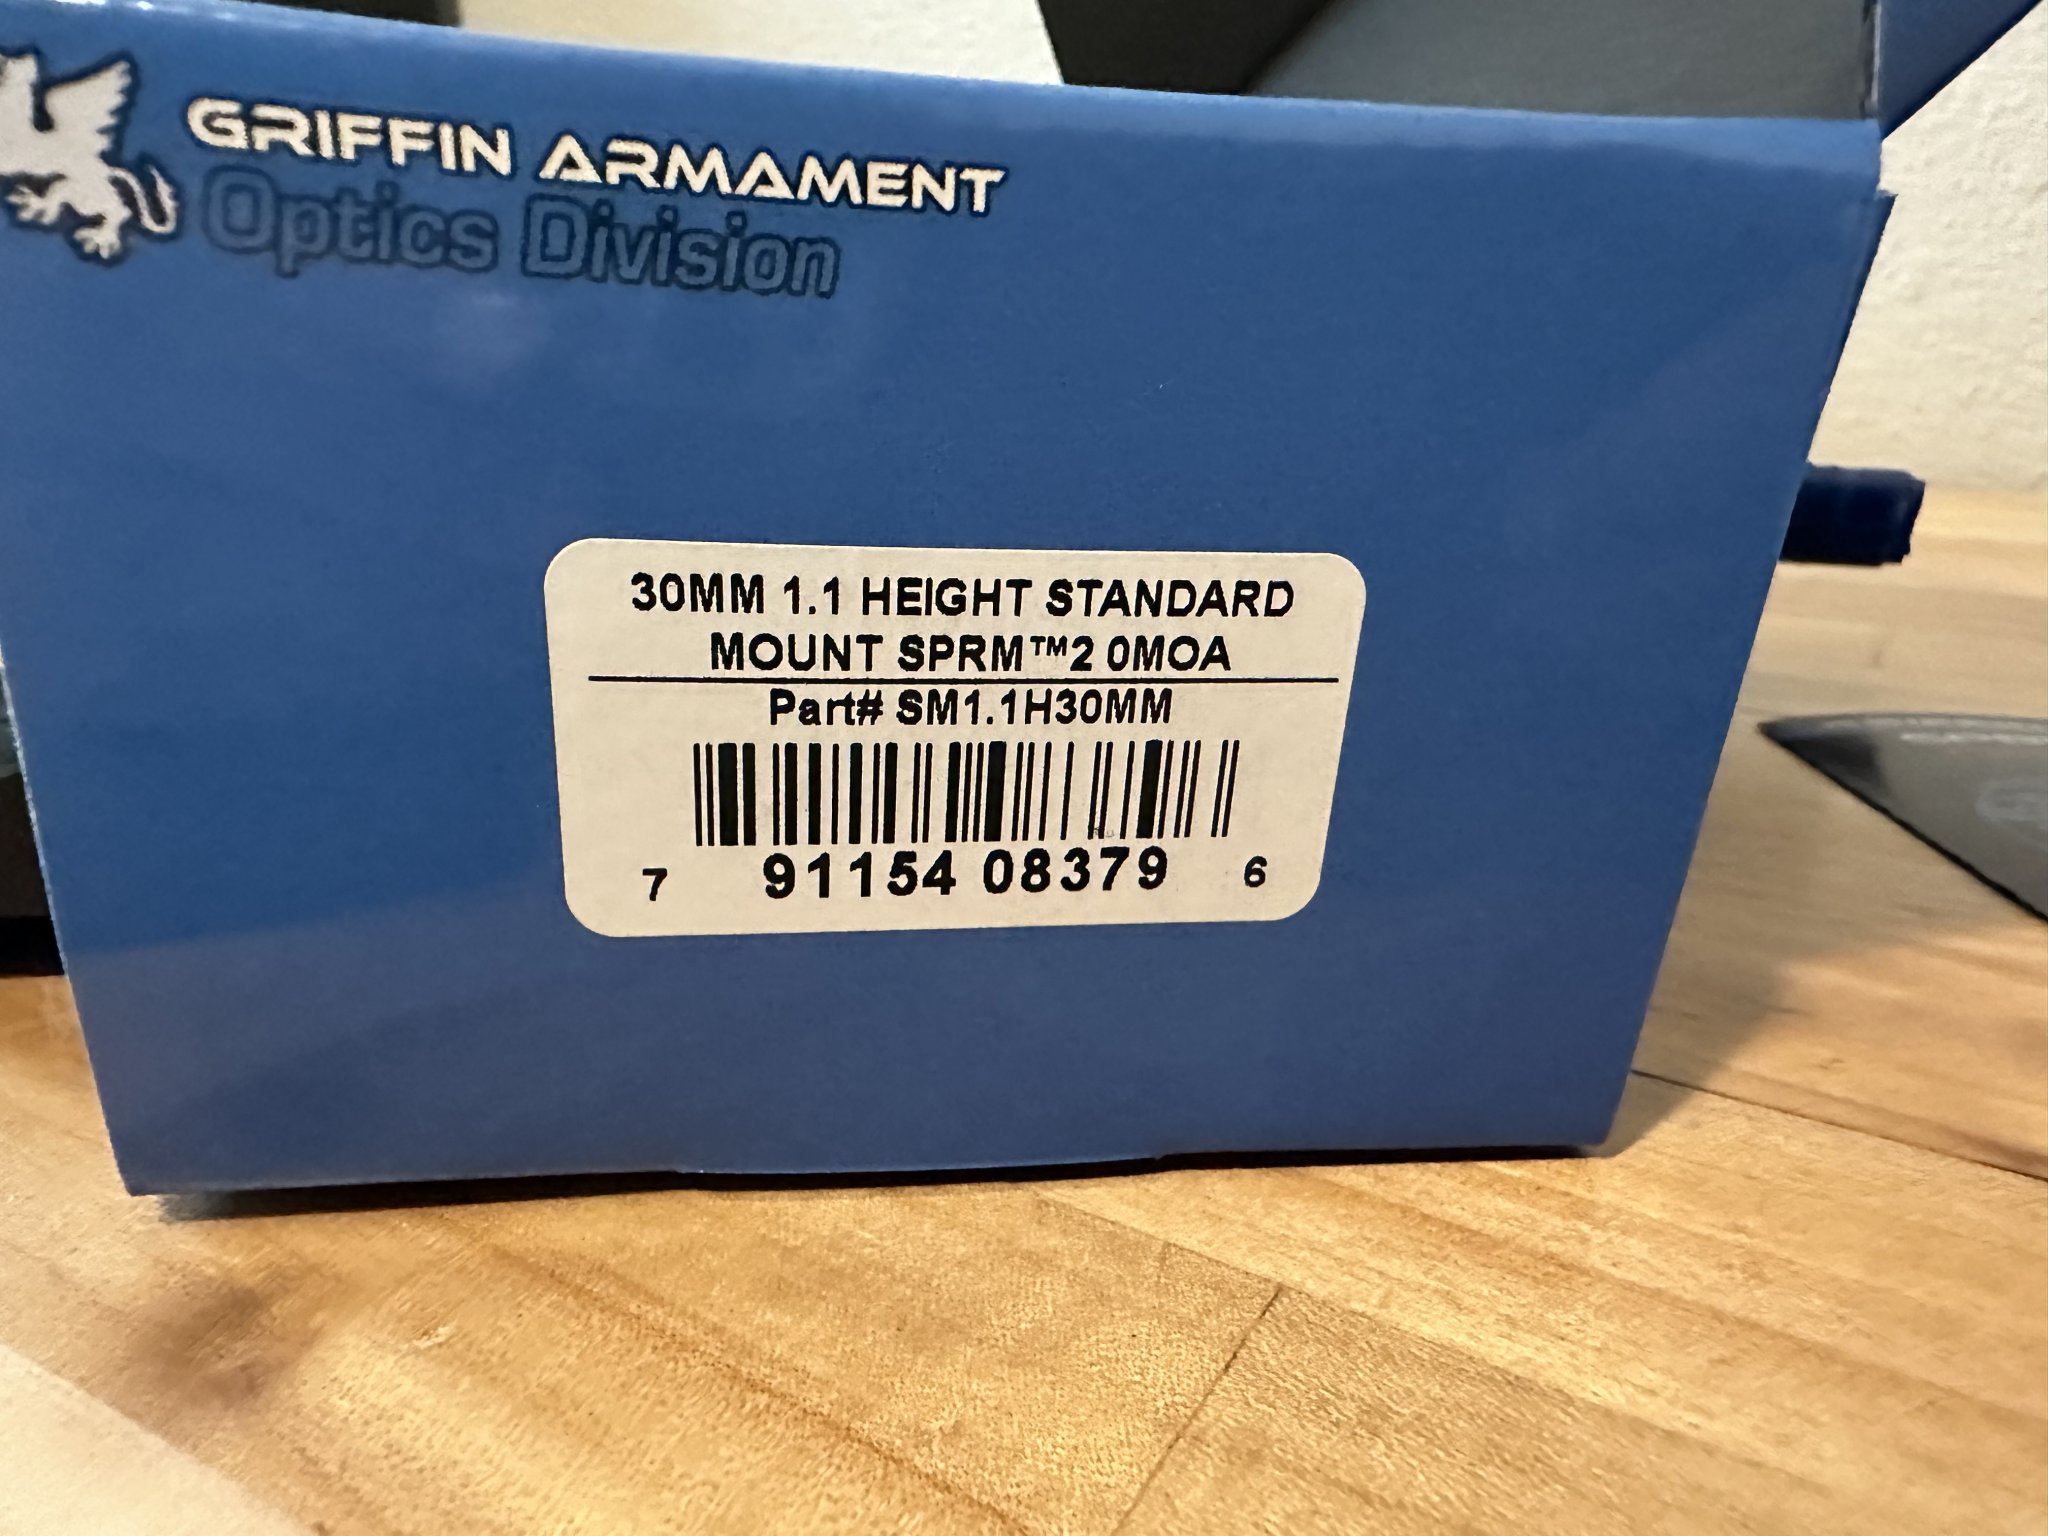 GRIFFIN ARMAMENT
Optics Division
30MM 1.1 HEIGHT STANDARD
MOUNT SPRM™2 0MOA
Part# SM1.1H30MM
7 91154 08379 6